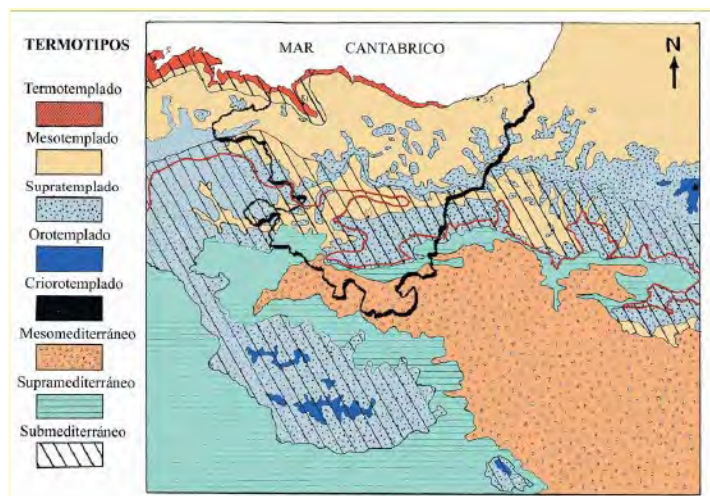 TERMOTIPOS
MAR CANTABRICO
N
Termotemplado
Mesotemplado
Supratemplado
Orotemplado
Criorotemplado
Mesomediterráneo
Supramediterráneo
Submediterráneo